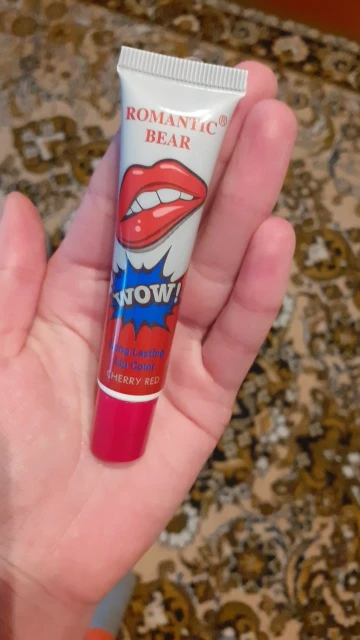 ROMANTIC®
BEAR
WOW!
Long Lasting
Lip Color
CHERRY RED